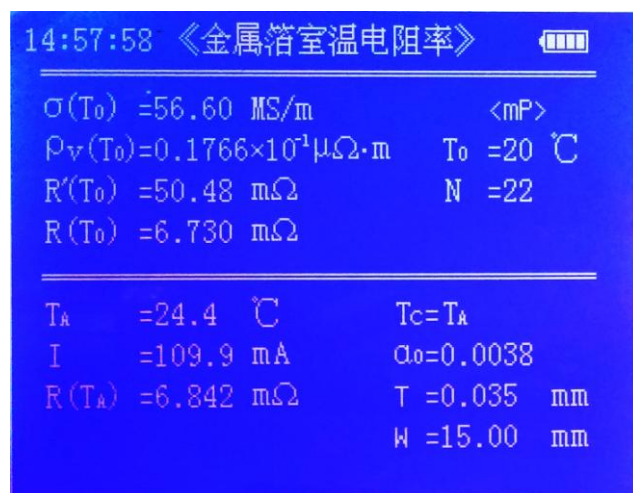 14:57:58 《金属箔室温电阻率》
σ(T₀) =56.60 MS/m <mP>
ρv(T₀)=0.1766×10⁻¹μΩ·m T₀ =20 ℃
R′(T₀) =50.48 mΩ N =22
R(T₀) =6.730 mΩ
Tᴀ =24.4 ℃ Tc=Tᴀ
I =109.9 mA α₀=0.0038
R(Tᴀ) =6.842 mΩ T =0.035 mm
W =15.00 mm